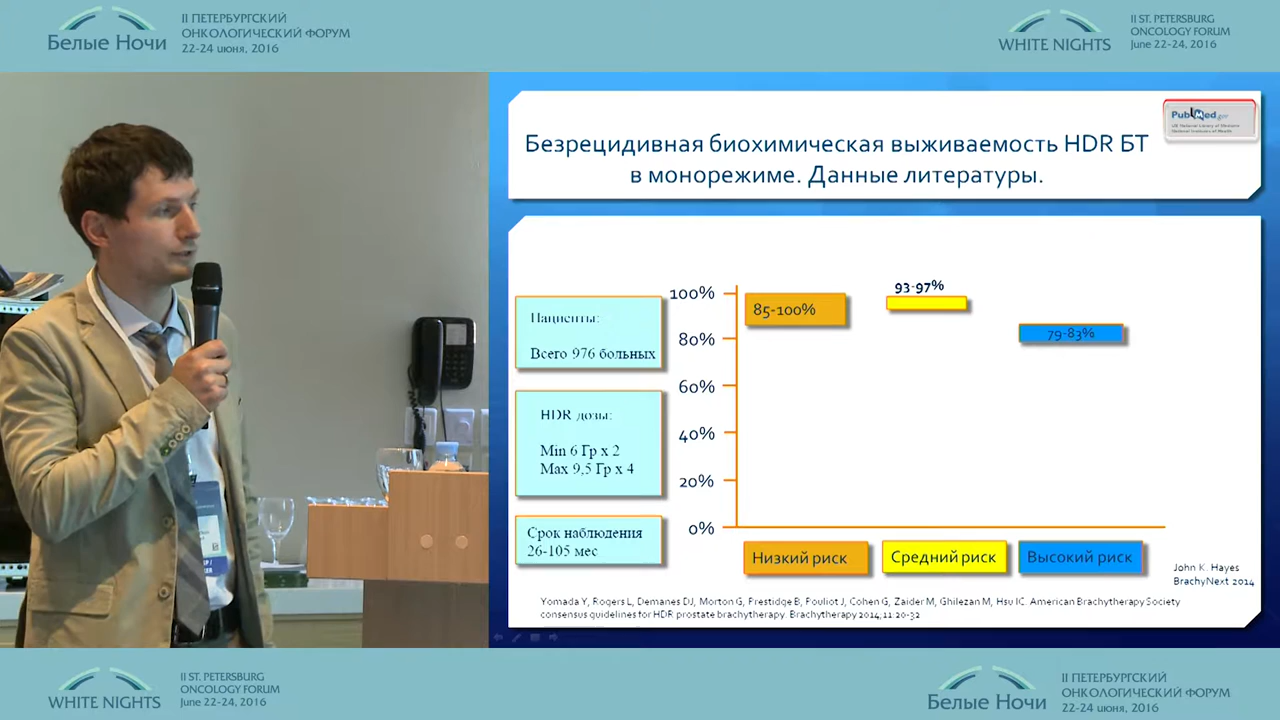 Белые Ночи
II ПЕТЕРБУРГСКИЙ
ОНКОЛОГИЧЕСКИЙ ФОРУМ
22-24 июня, 2016
WHITE NIGHTS
II ST. PETERSBURG
ONCOLOGY FORUM
June 22-24, 2016
PubMed.gov
Безрецидивная биохимическая выживаемость HDR БТ
в монорежиме. Данные литературы.
Пациенты:
Всего 976 больных
HDR дозы:
Min 6 Гр x 2
Max 9,5 Гр x 4
Срок наблюдения
26-105 мес
100%
80%
60%
40%
20%
0%
85-100%
93-97%
79-83%
Низкий риск
Средний риск
Высокий риск
John K. Hayes
BrachyNext 2014
Yomada Y, Rogers L, Demanes DJ, Morton G, Prestidge B, Pouliot J, Cohen G, Zaider M, Ghilezan M, Hsu IC. American Brachytherapy Society
consensus guidelines for HDR prostate brachytherapy. Brachytherapy 2014; 11:20-32
WHITE NIGHTS
II ST. PETERSBURG
ONCOLOGY FORUM
June 22-24, 2016
Белые Ночи
II ПЕТЕРБУРГСКИЙ
ОНКОЛОГИЧЕСКИЙ ФОРУМ
22-24 июня, 2016